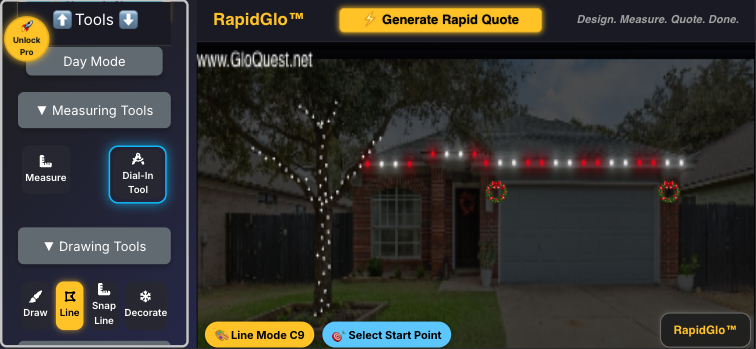 ⬆️ Tools ⬇️
Unlock
Pro
Day Mode
▼ Measuring Tools
Measure
Dial-In
Tool
▼ Drawing Tools
Draw
Line
Snap
Line
Decorate
RapidGlo™
⚡ Generate Rapid Quote
Design. Measure. Quote. Done.
www.GloQuest.net
Line Mode C9
Select Start Point
RapidGlo™